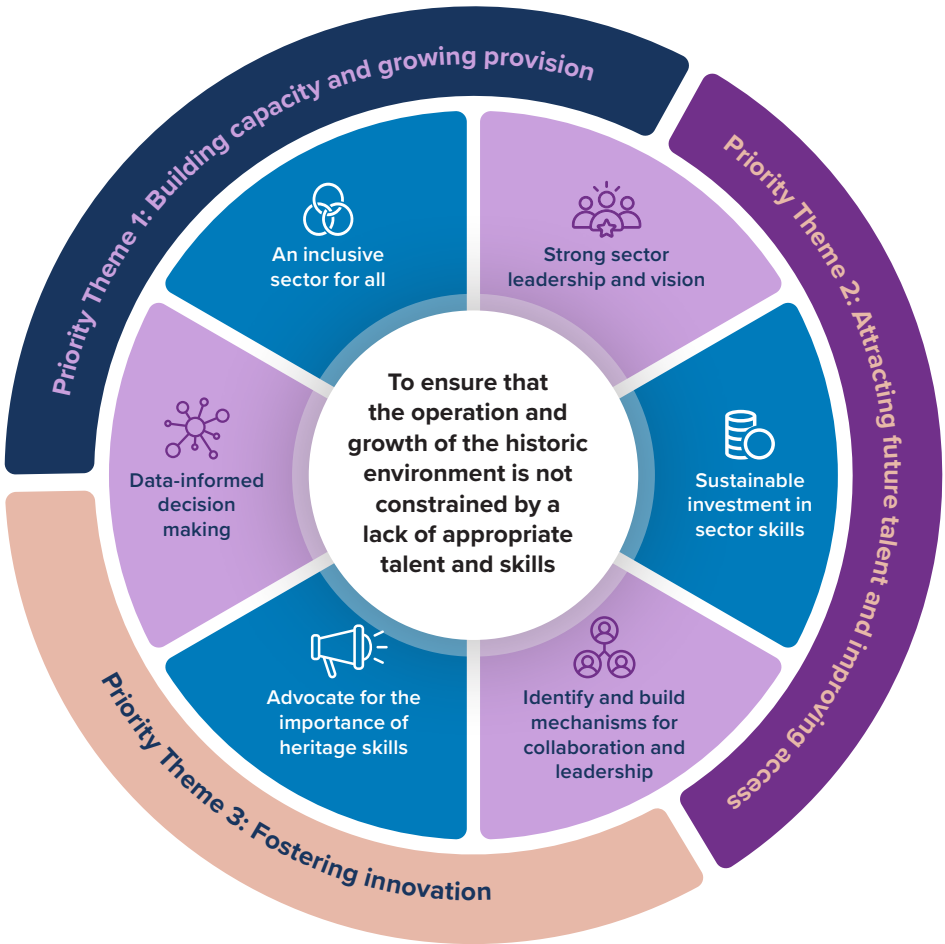 Priority Theme 1: Building capacity and growing provision
Priority Theme 2: Attracting future talent and improving access
Priority Theme 3: Fostering innovation
An inclusive
sector for all
Strong sector
leadership and vision
Sustainable
investment in
sector skills
Identify and build
mechanisms for
collaboration and
leadership
Advocate for the
importance of
heritage skills
Data-informed
decision
making
To ensure that
the operation and
growth of the historic
environment is not
constrained by a
lack of appropriate
talent and skills